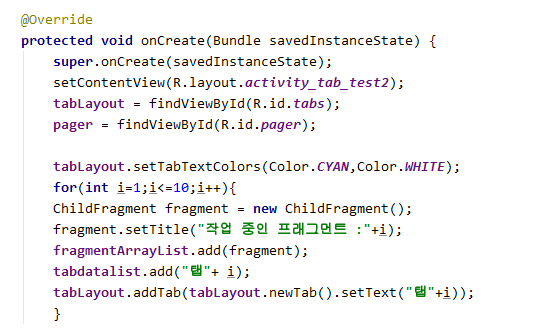 @Override
protected void onCreate(Bundle savedInstanceState) {
super.onCreate(savedInstanceState);
setContentView(R.layout.activity_tab_test2);
tabLayout = findViewById(R.id.tabs);
pager = findViewById(R.id.pager);
tabLayout.setTabTextColors(Color.CYAN,Color.WHITE);
for(int i=1;i<=10;i++){
ChildFragment fragment = new ChildFragment();
fragment.setTitle("작업 중인 프래그먼트 :"+i);
fragmentArrayList.add(fragment);
tabdatalist.add("탭"+ i);
tabLayout.addTab(tabLayout.newTab().setText("탭"+i));
}